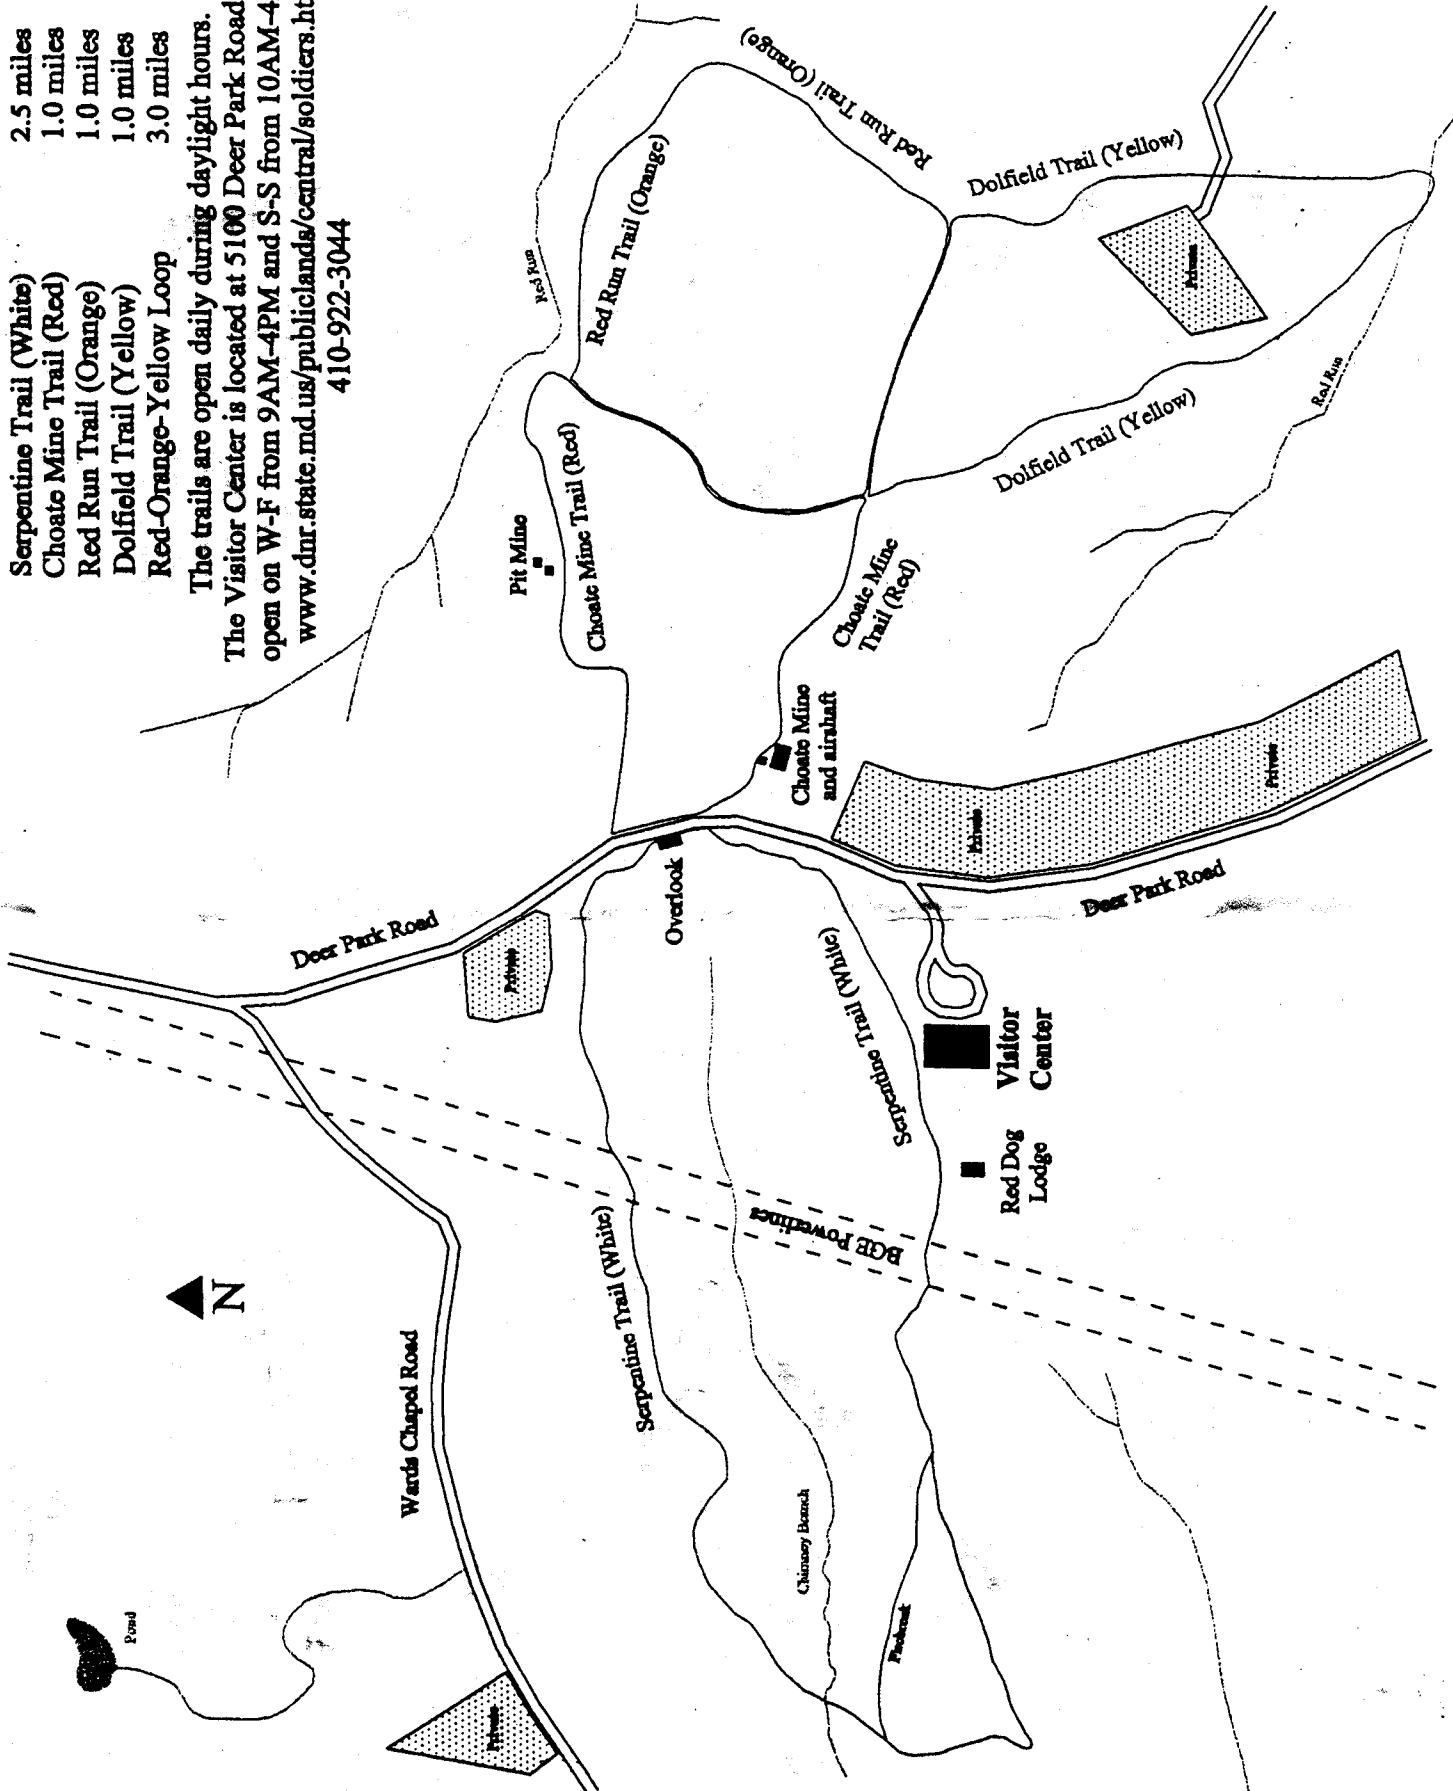 Serpentine Trail (White) 2.5 miles
Choate Mine Trail (Red) 1.0 miles
Red Run Trail (Orange) 1.0 miles
Dolfield Trail (Yellow) 1.0 miles
Red-Orange-Yellow Loop 3.0 miles
The trails are open daily during daylight hours.
The Visitor Center is located at 5100 Deer Park Road
open on W-F from 9AM-4PM and S-S from 10AM-4
www.dnr.state.md.us/publiclands/central/soldiers.ht
410-922-3044
Pond
Private
Wards Chapel Road
N
Deer Park Road
Private
Serpentine Trail (White)
Overlook
Chimney Branch
Firebreak
BGE Powerlines
Serpentine Trail (White)
Red Dog
Lodge
Visitor
Center
Deer Park Road
Private
Private
Choate Mine
and airshaft
Pit Mine
Choate Mine Trail (Red)
Choate Mine
Trail (Red)
Red Run
Red Run Trail (Orange)
Red Run Trail (Orange)
Dolfield Trail (Yellow)
Dolfield Trail (Yellow)
Private
Red Run